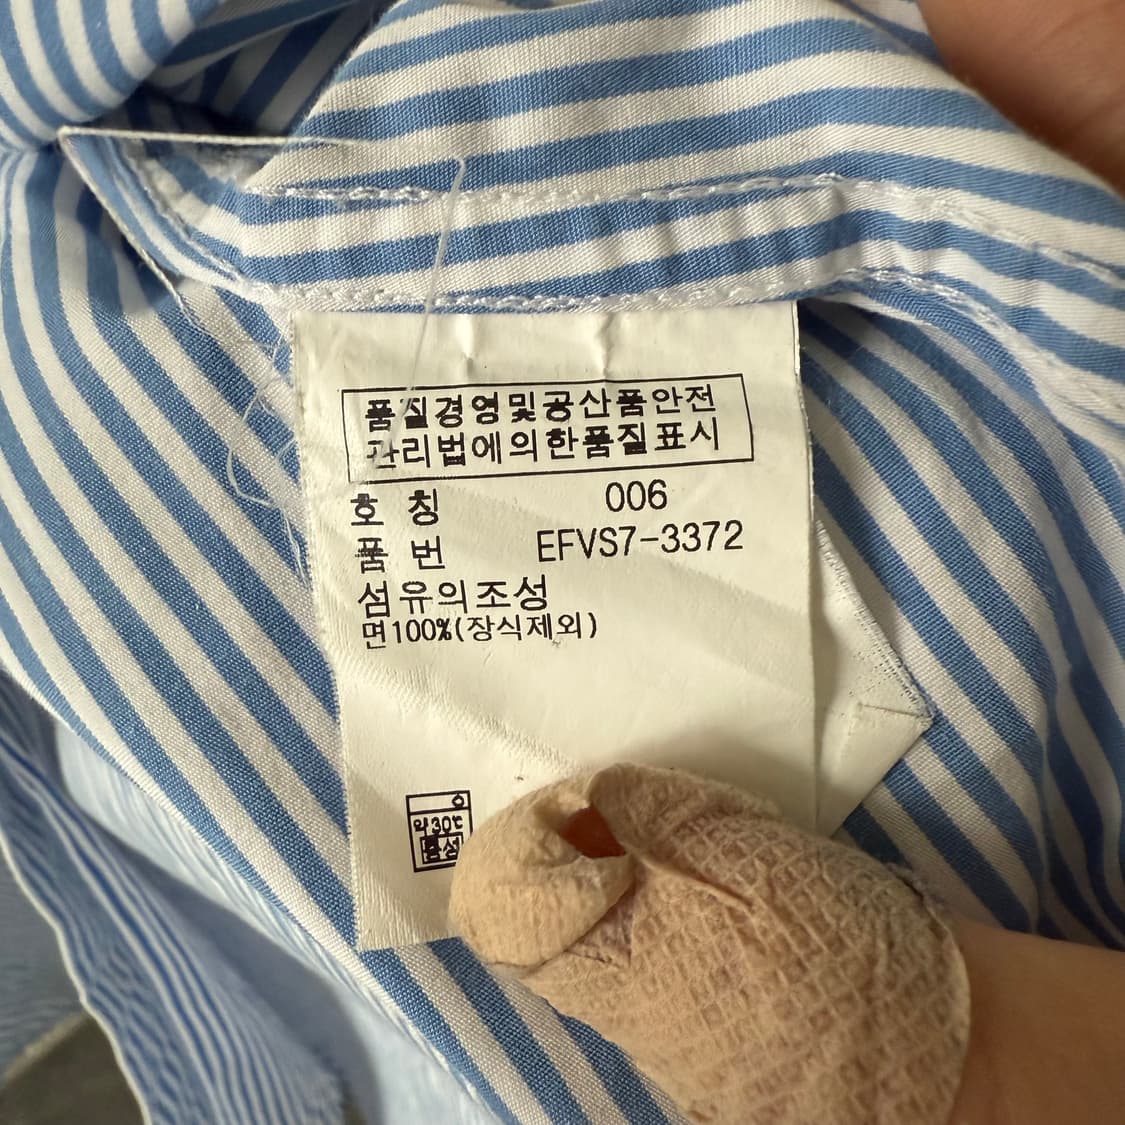 품질경영및공산품안전
관리법에의한품질표시
호 칭 006
품 번 EFVS7-3372
섬유의조성
면100%(장식제외)
약30℃
중성